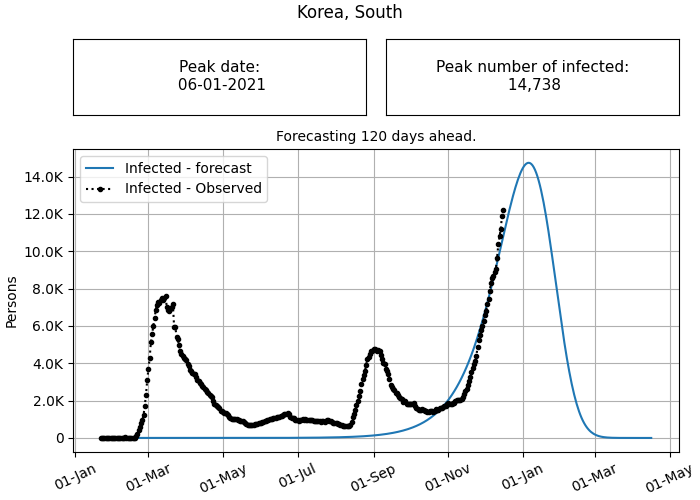 Korea, South
Peak date:
06-01-2021
Peak number of infected:
14,738
Forecasting 120 days ahead.
Infected - forecast
Infected - Observed
Persons
14.0K
12.0K
10.0K
8.0K
6.0K
4.0K
2.0K
0
01-Jan
01-Mar
01-May
01-Jul
01-Sep
01-Nov
01-Jan
01-Mar
01-May